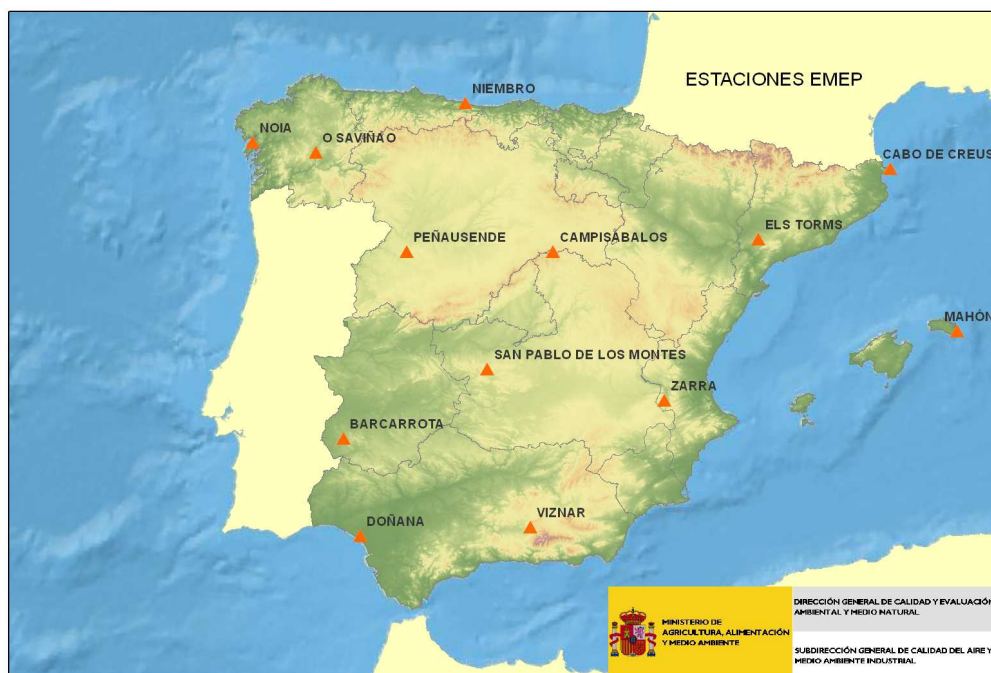 ESTACIONES EMEP
NIEMBRO
NOIA
O SAVIÑAO
CABO DE CREUS
ELS TORMS
PEÑAUSENDE
CAMPISÁBALOS
MAHÓN
SAN PABLO DE LOS MONTES
ZARRA
BARCARROTA
DOÑANA
VIZNAR
MINISTERIO DE
AGRICULTURA, ALIMENTACIÓN
Y MEDIO AMBIENTE
DIRECCIÓN GENERAL DE CALIDAD Y EVALUACIÓN
AMBIENTAL Y MEDIO NATURAL
SUBDIRECCIÓN GENERAL DE CALIDAD DEL AIRE Y
MEDIO AMBIENTE INDUSTRIAL